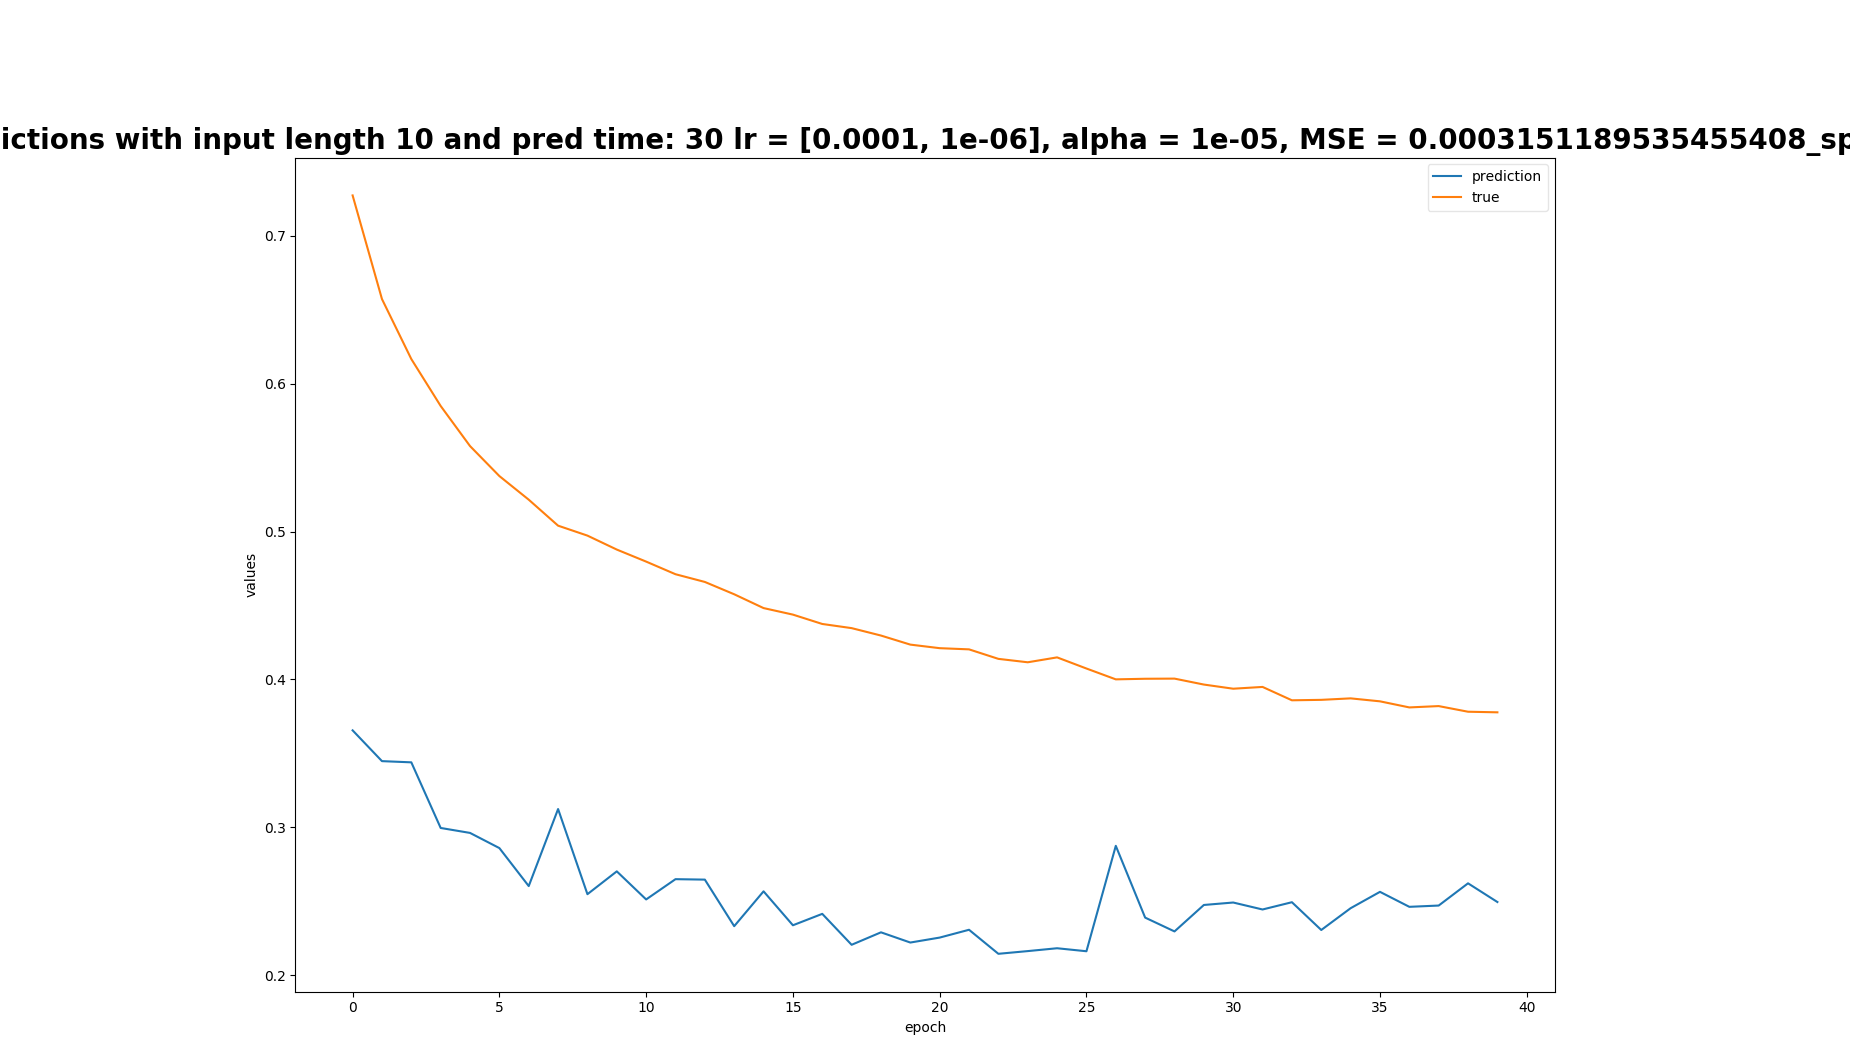 ictions with input length 10 and pred time: 30 lr = [0.0001, 1e-06], alpha = 1e-05, MSE = 0.0003151189535455408_sp
prediction
true
0.7
0.6
0.5
0.4
0.3
0.2
values
0 5 10 15 20 25 30 35 40
epoch